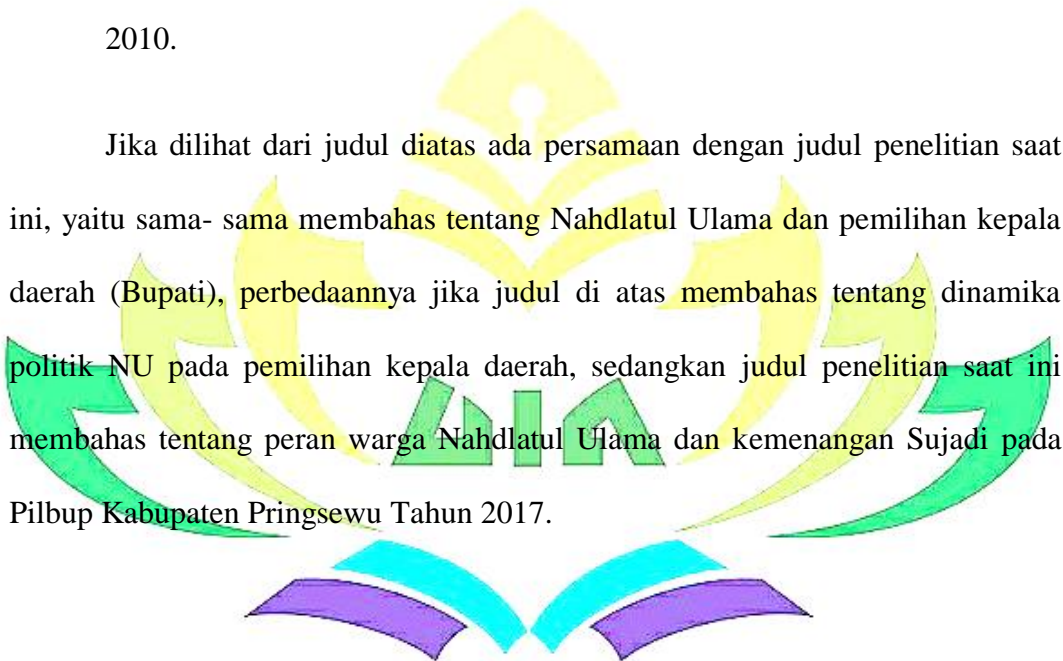 2010.
Jika dilihat dari judul diatas ada persamaan dengan judul penelitian saat
ini, yaitu sama- sama membahas tentang Nahdlatul Ulama dan pemilihan kepala
daerah (Bupati), perbedaannya jika judul di atas membahas tentang dinamika
politik NU pada pemilihan kepala daerah, sedangkan judul penelitian saat ini
UIN
membahas tentang peran warga Nahdlatul Ulama dan kemenangan Sujadi pada
Pilbup Kabupaten Pringsewu Tahun 2017.